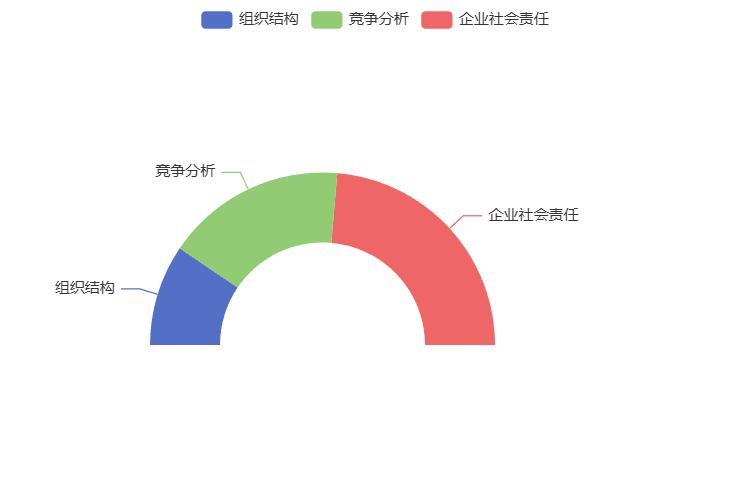 组织结构 竞争分析 企业社会责任
竞争分析
企业社会责任
组织结构